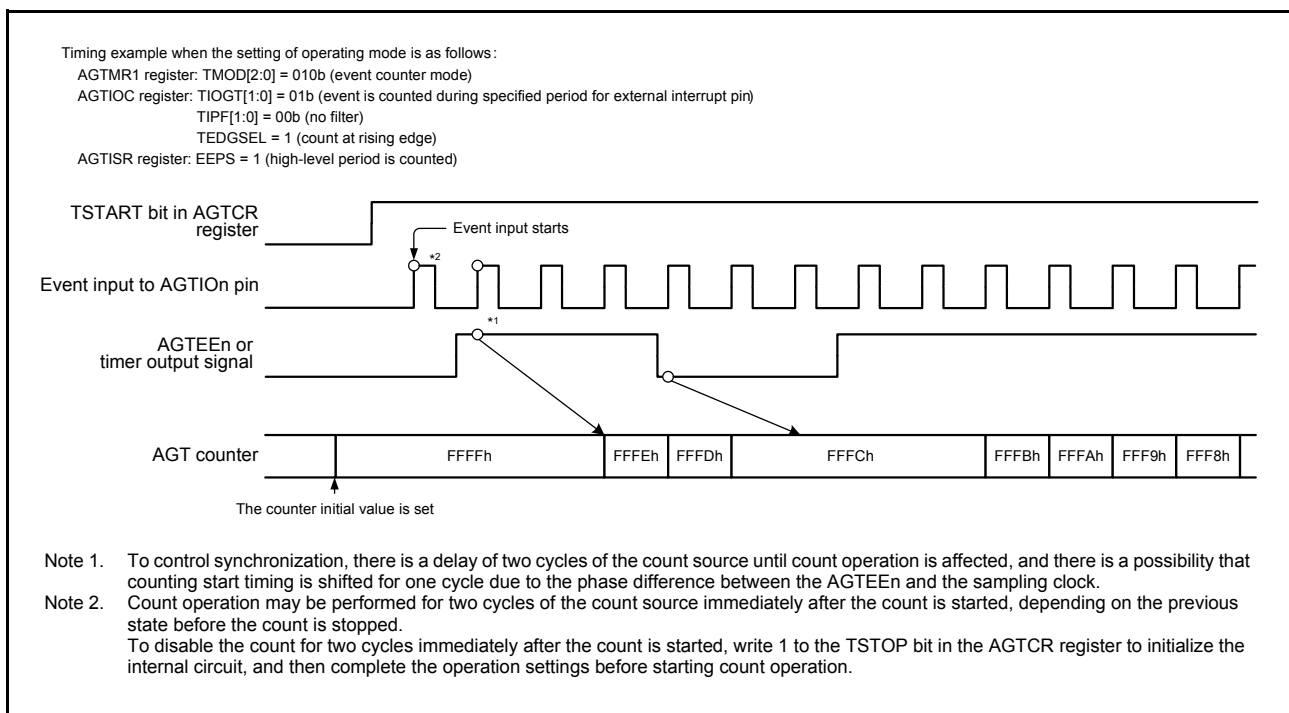 Timing example when the setting of operating mode is as follows:
AGTMR1 register: TMOD[2:0] = 010b (event counter mode)
AGTIOC register: TIOGT[1:0] = 01b (event is counted during specified period for external interrupt pin)
TIPF[1:0] = 00b (no filter)
TEDGSEL = 1 (count at rising edge)
AGTISR register: EEPS = 1 (high-level period is counted)
TSTART bit in AGTCR
register
Event input starts
*2
Event input to AGTIOn pin
*1
AGTEEn or
timer output signal
AGT counter
FFFFh
FFFEh
FFFDh
FFFCh
FFFBh
FFFAh
FFF9h
FFF8h
The counter initial value is set
Note 1. To control synchronization, there is a delay of two cycles of the count source until count operation is affected, and there is a possibility that
counting start timing is shifted for one cycle due to the phase difference between the AGTEEn and the sampling clock.
Note 2. Count operation may be performed for two cycles of the count source immediately after the count is started, depending on the previous
state before the count is stopped.
To disable the count for two cycles immediately after the count is started, write 1 to the TSTOP bit in the AGTCR register to initialize the
internal circuit, and then complete the operation settings before starting count operation.